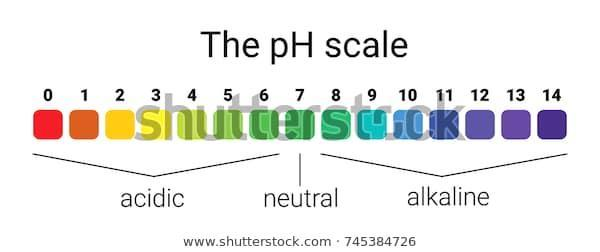 The pH scale
0 1 2 3 4 5 6 7 8 9 10 11 12 13 14
shutterstock
acidic neutral alkaline
www.shutterstock.com · 745384726